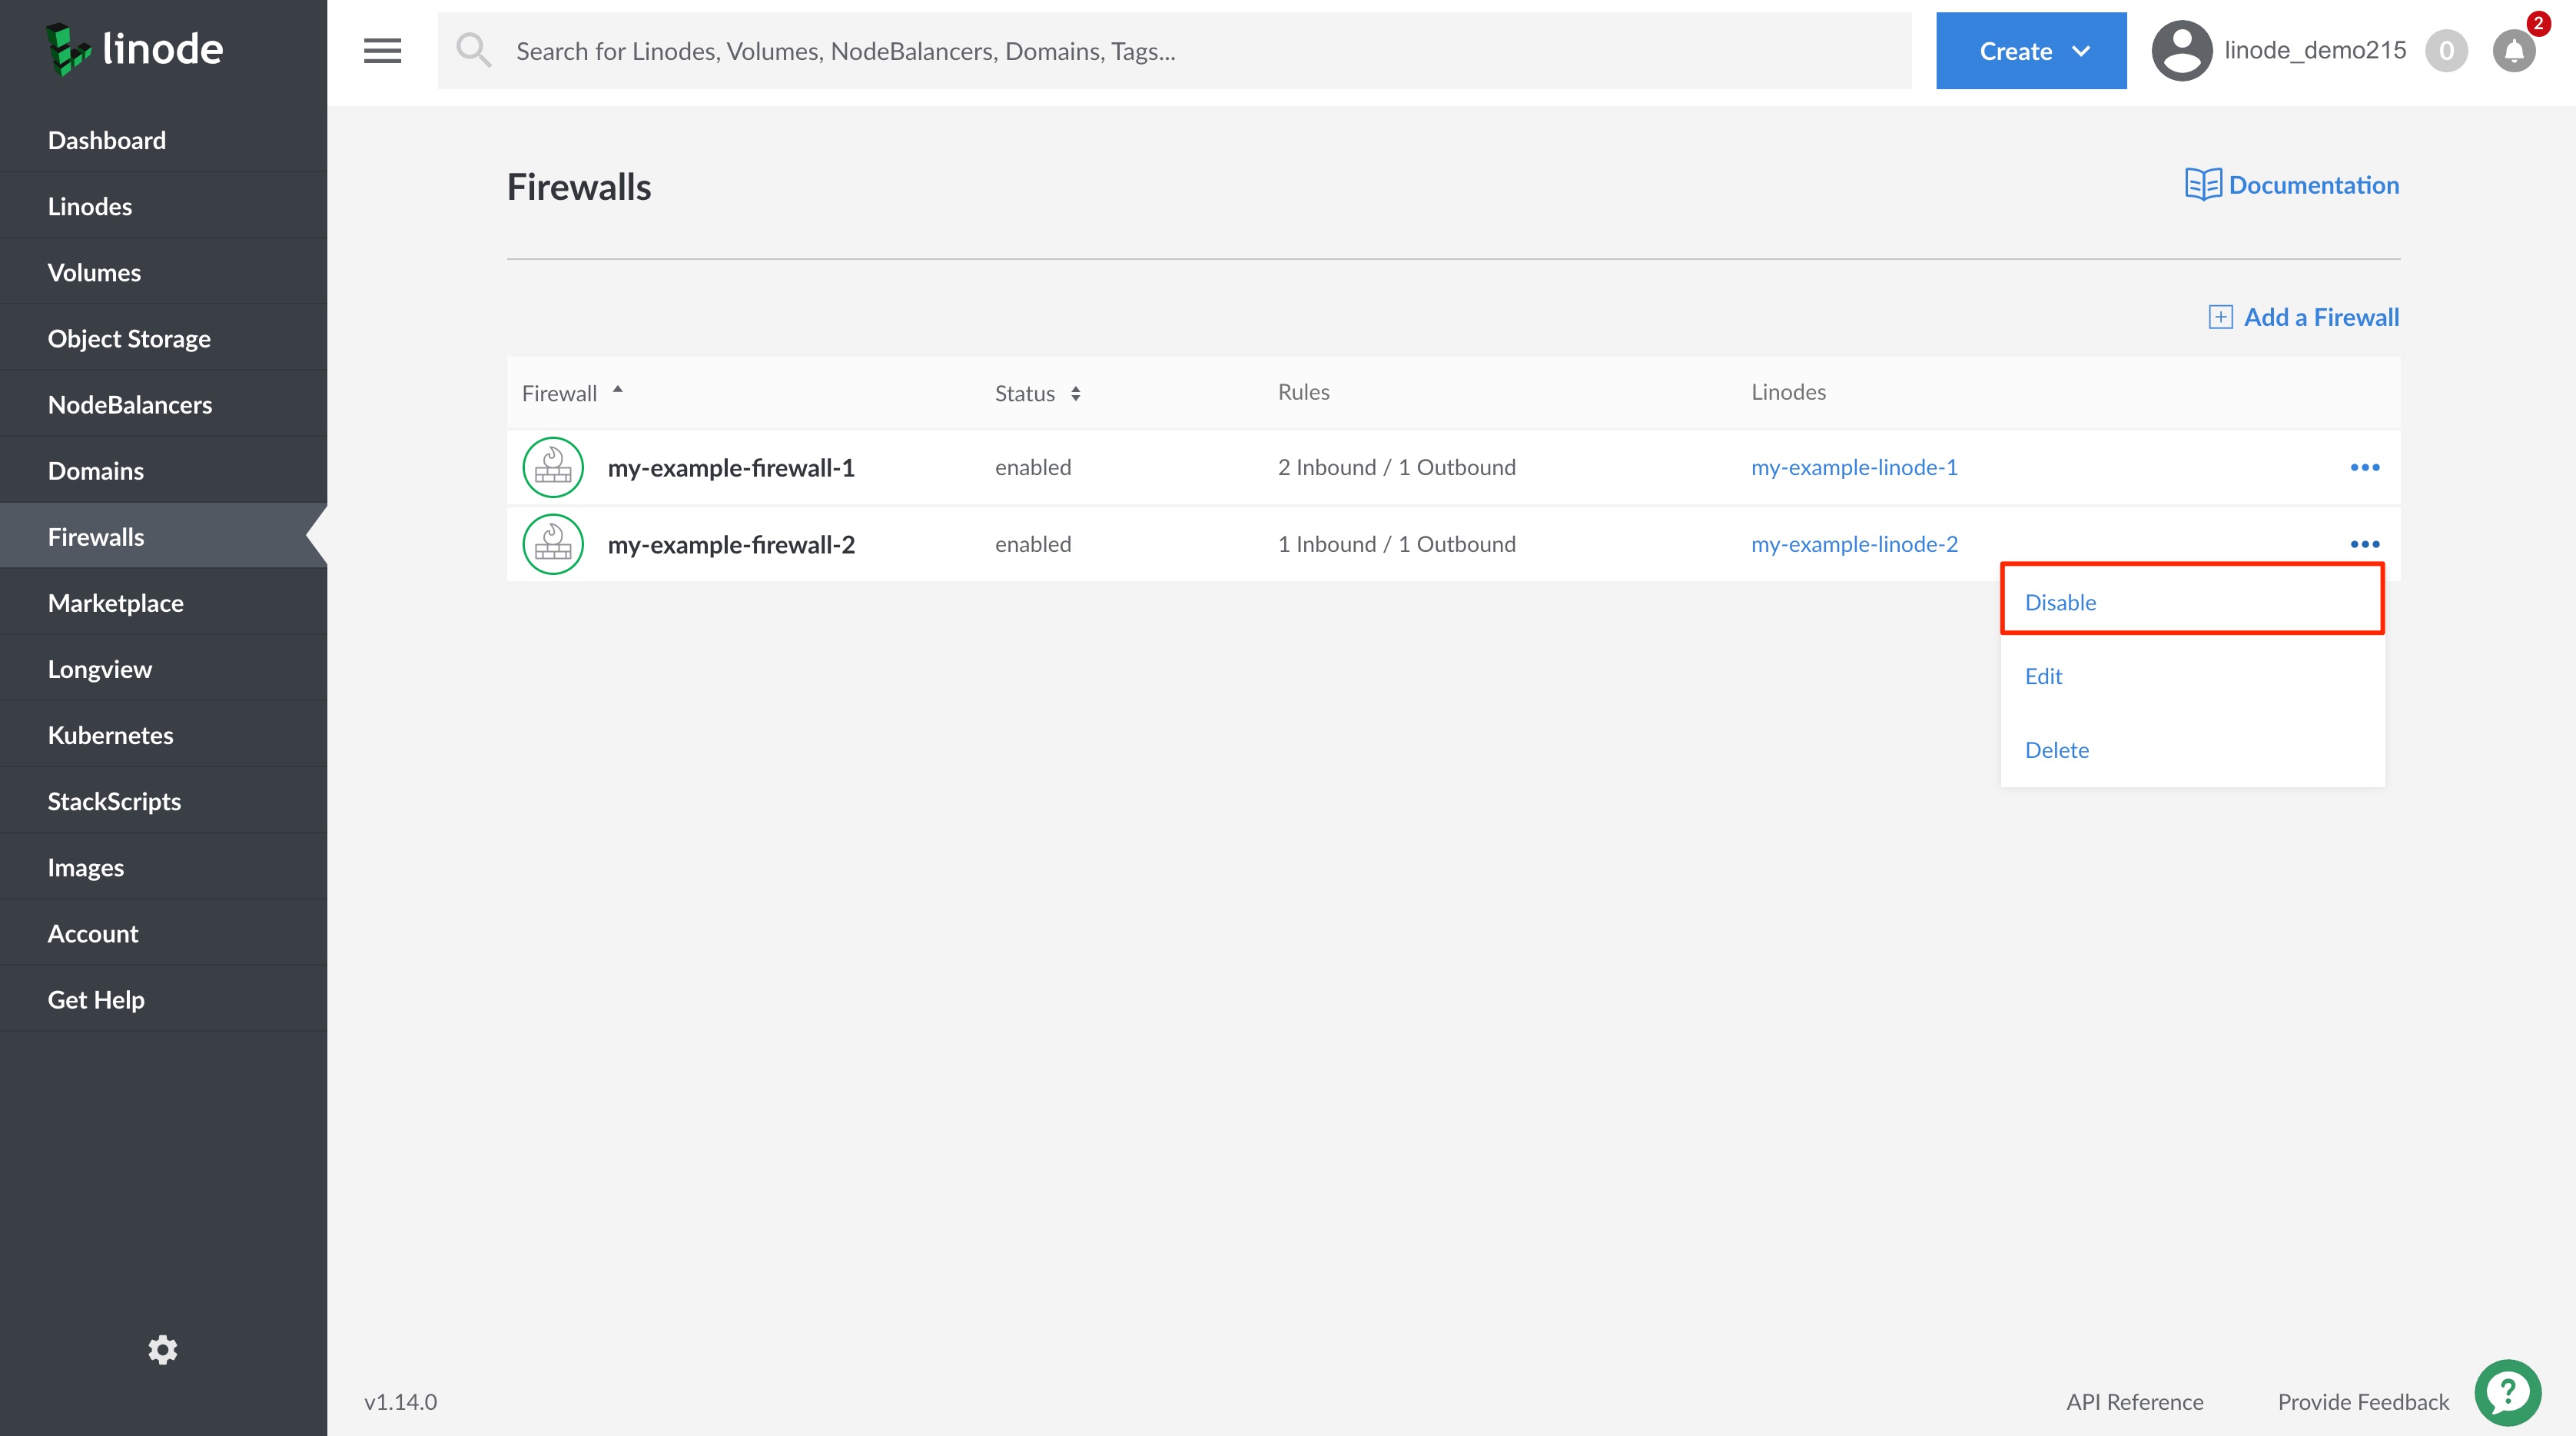 linode
Search for Linodes, Volumes, NodeBalancers, Domains, Tags...
Create
linode_demo215
0
2
Dashboard
Linodes
Volumes
Object Storage
NodeBalancers
Domains
Firewalls
Marketplace
Longview
Kubernetes
StackScripts
Images
Account
Get Help
Firewalls
Documentation
Add a Firewall
Firewall Status Rules Linodes
my-example-firewall-1 enabled 2 Inbound / 1 Outbound my-example-linode-1
my-example-firewall-2 enabled 1 Inbound / 1 Outbound my-example-linode-2
Disable
Edit
Delete
v1.14.0
API Reference
Provide Feedback
?